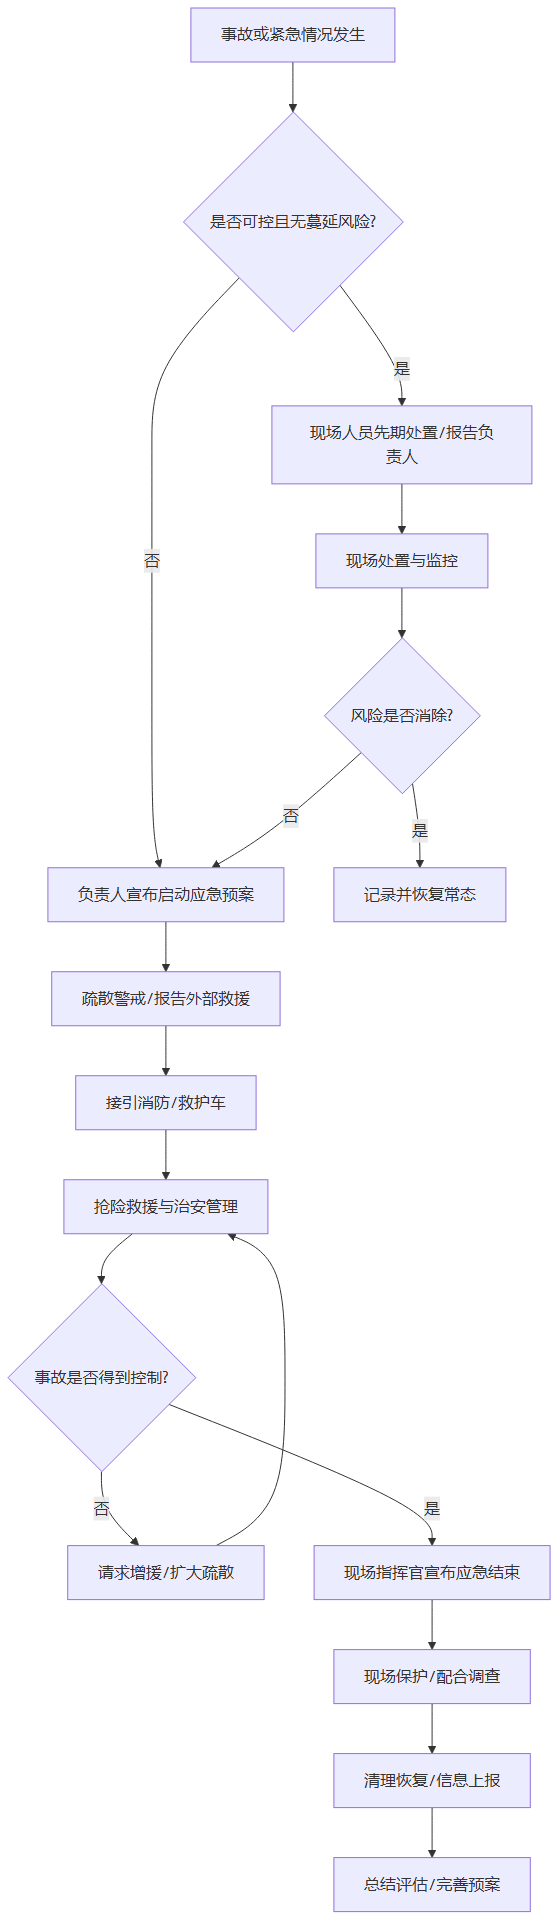 事故或紧急情况发生
是否可控且无蔓延风险?
是
现场人员先期处置/报告负
责人
否
现场处置与监控
风险是否消除?
否
是
负责人宣布启动应急预案
记录并恢复常态
疏散警戒/报告外部救援
接引消防/救护车
抢险救援与治安管理
事故是否得到控制?
否
是
请求增援/扩大疏散
现场指挥官宣布应急结束
现场保护/配合调查
清理恢复/信息上报
总结评估/完善预案